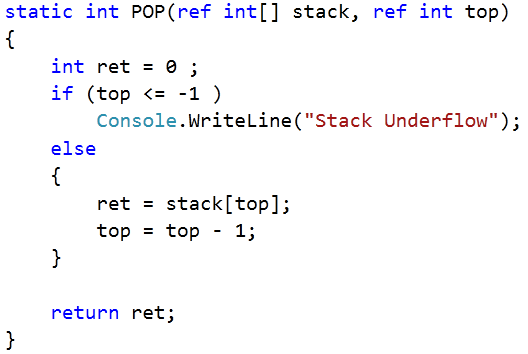 static int POP(ref int[] stack, ref int top)
{
    int ret = 0 ;
    if (top <= -1 )
        Console.WriteLine("Stack Underflow");
    else
    {
        ret = stack[top];
        top = top - 1;
    }
    return ret;
}